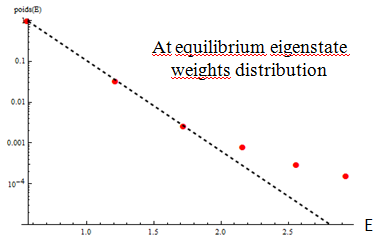 poids(E)
At equilibrium eigenstate
weights distribution
1
0.1
0.01
0.001
10⁻⁴
1.0 1.5 2.0 2.5 E